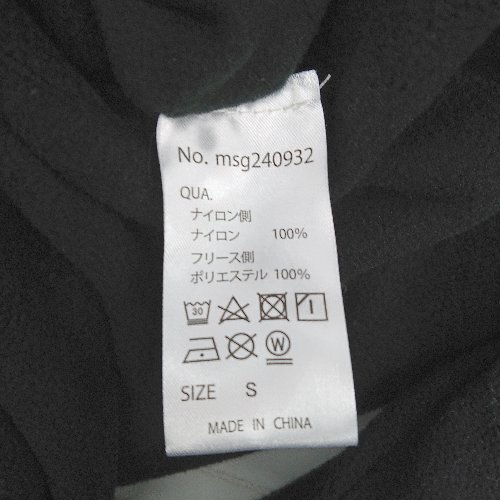 No. msg240932
QUA.
ナイロン側
ナイロン 100%
フリース側
ポリエステル 100%
30
W
SIZE S
MADE IN CHINA